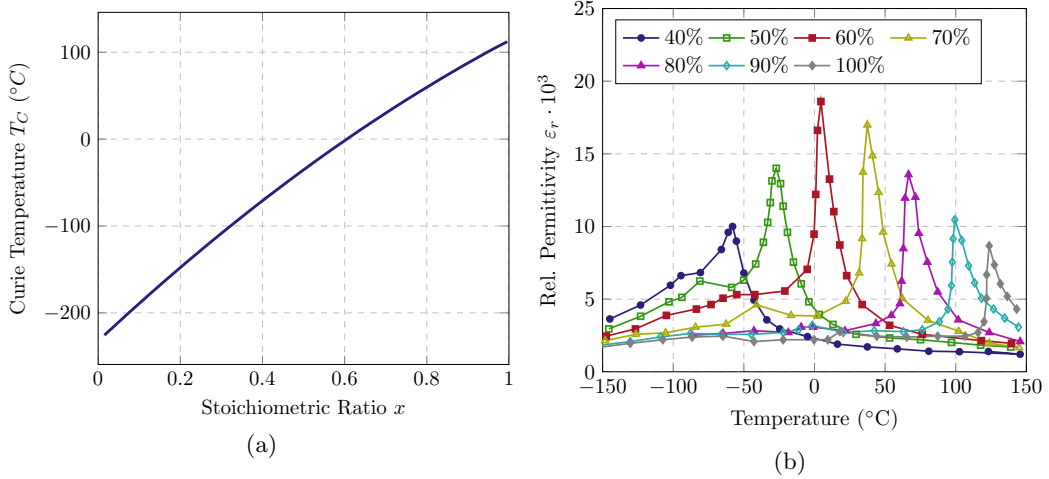 Curie Temperature T_C (°C)
100
0
−100
−200
0
0.2
0.4
0.6
0.8
1
Stoichiometric Ratio x
(a)
Rel. Permittivity ε_r · 10³
25
20
15
10
5
0
40% 50% 60% 70%
80% 90% 100%
−150 −100 −50 0 50 100 150
Temperature (°C)
(b)